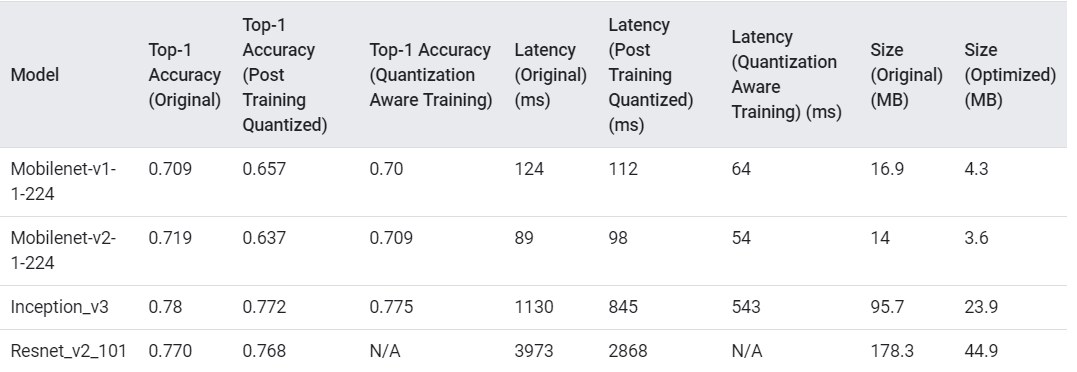 Model
Top-1
Accuracy
(Original)
Top-1
Accuracy
(Post
Training
Quantized)
Top-1 Accuracy
(Quantization
Aware Training)
Latency
(Original)
(ms)
Latency
(Post
Training
Quantized)
(ms)
Latency
(Quantization
Aware
Training) (ms)
Size
(Original)
(MB)
Size
(Optimized)
(MB)
Mobilenet-v1-
1-224
0.709
0.657
0.70
124
112
64
16.9
4.3
Mobilenet-v2-
1-224
0.719
0.637
0.709
89
98
54
14
3.6
Inception_v3
0.78
0.772
0.775
1130
845
543
95.7
23.9
Resnet_v2_101
0.770
0.768
N/A
3973
2868
N/A
178.3
44.9